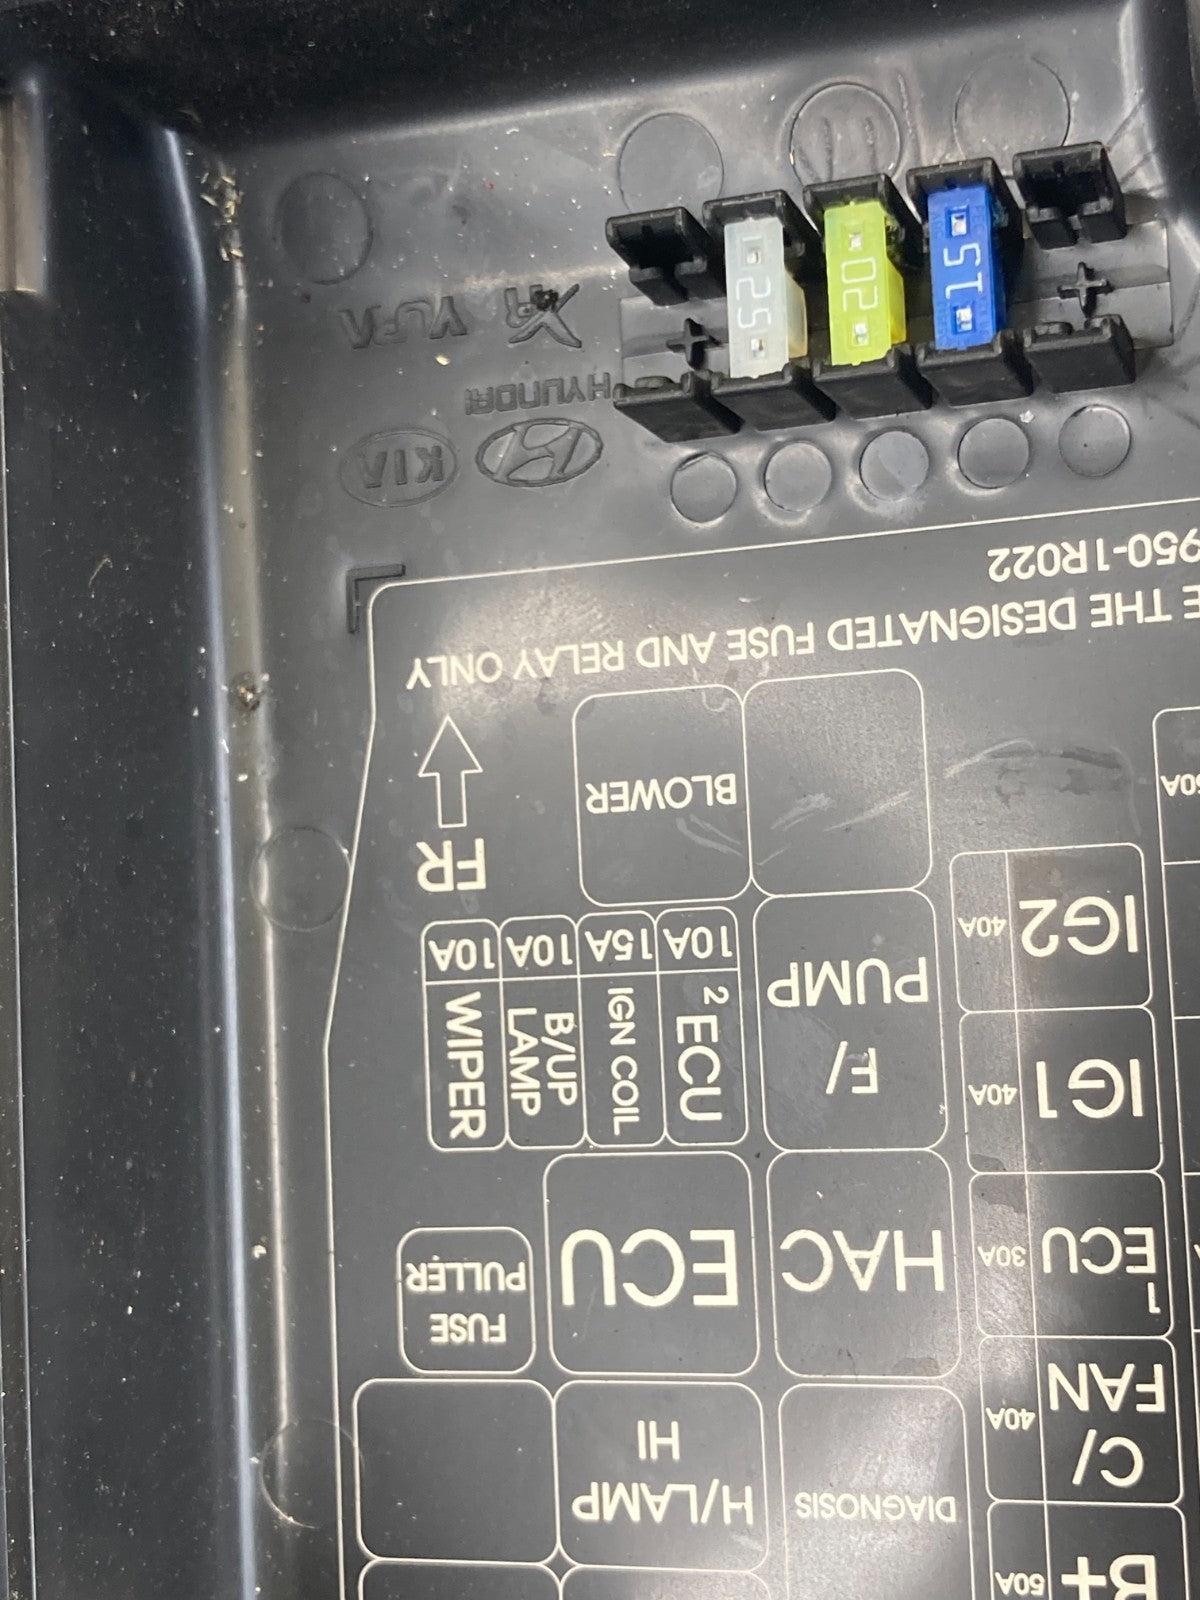 25
20
15
HYUNDAI
KIA
950-1R022
E THE DESIGNATED FUSE AND RELAY ONLY
FR
BLOWER
10A
WIPER
10A
B/UP
LAMP
15A
IGN COIL
10A
2 ECU
F/
PUMP
IG2
40A
IG1
40A
1
ECU
30A
C/
FAN
40A
B+
50A
HAC
ECU
FUSE
PULLER
H/LAMP
HI
DIAGNOSIS